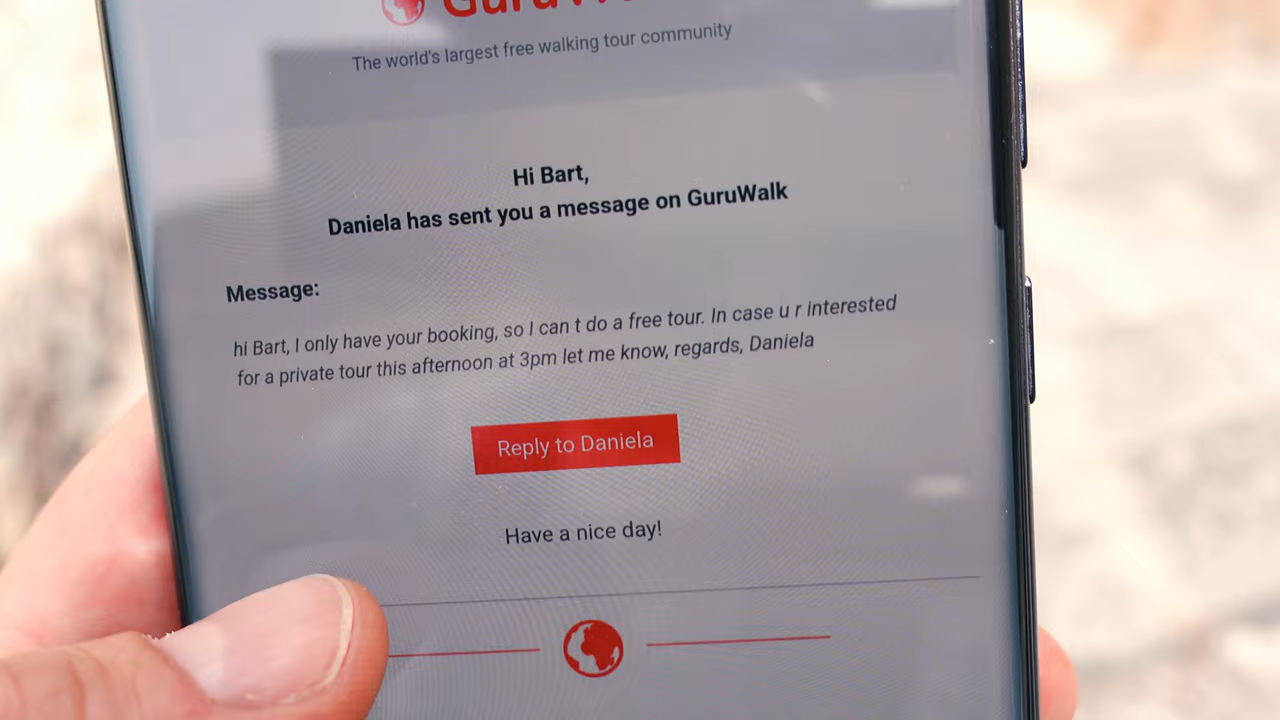 The world's largest free walking tour community
Hi Bart,
Daniela has sent you a message on GuruWalk
Message:
hi Bart, I only have your booking, so I can t do a free tour. In case u r interested
for a private tour this afternoon at 3pm let me know, regards, Daniela
Reply to Daniela
Have a nice day!